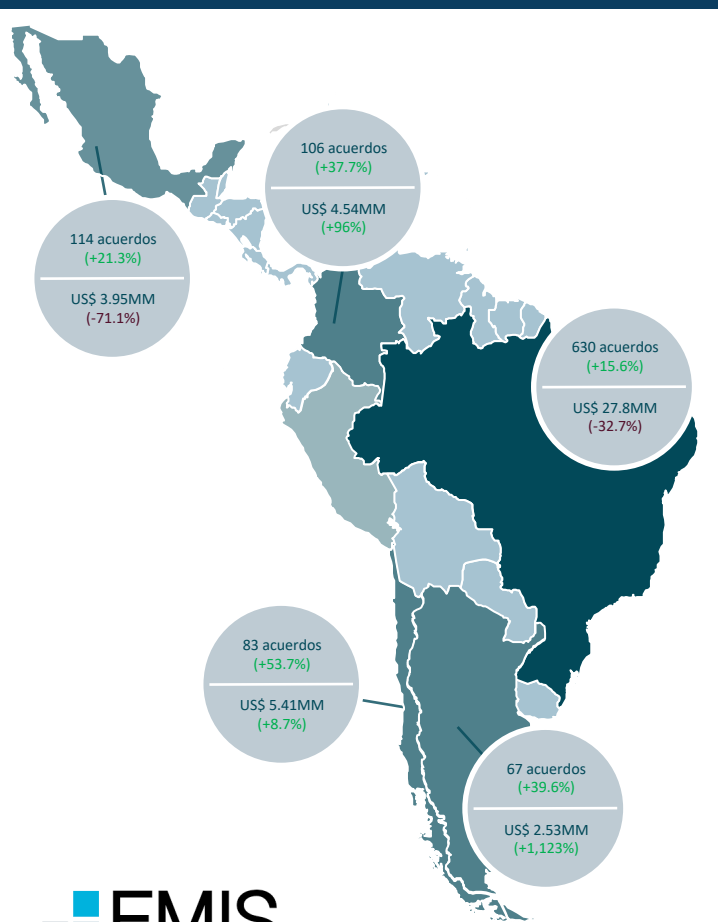 106 acuerdos
(+37.7%)
US$ 4.54MM
(+96%)
114 acuerdos
(+21.3%)
US$ 3.95MM
(-71.1%)
630 acuerdos
(+15.6%)
US$ 27.8MM
(-32.7%)
83 acuerdos
(+53.7%)
US$ 5.41MM
(+8.7%)
67 acuerdos
(+39.6%)
US$ 2.53MM
(+1,123%)
EMIS